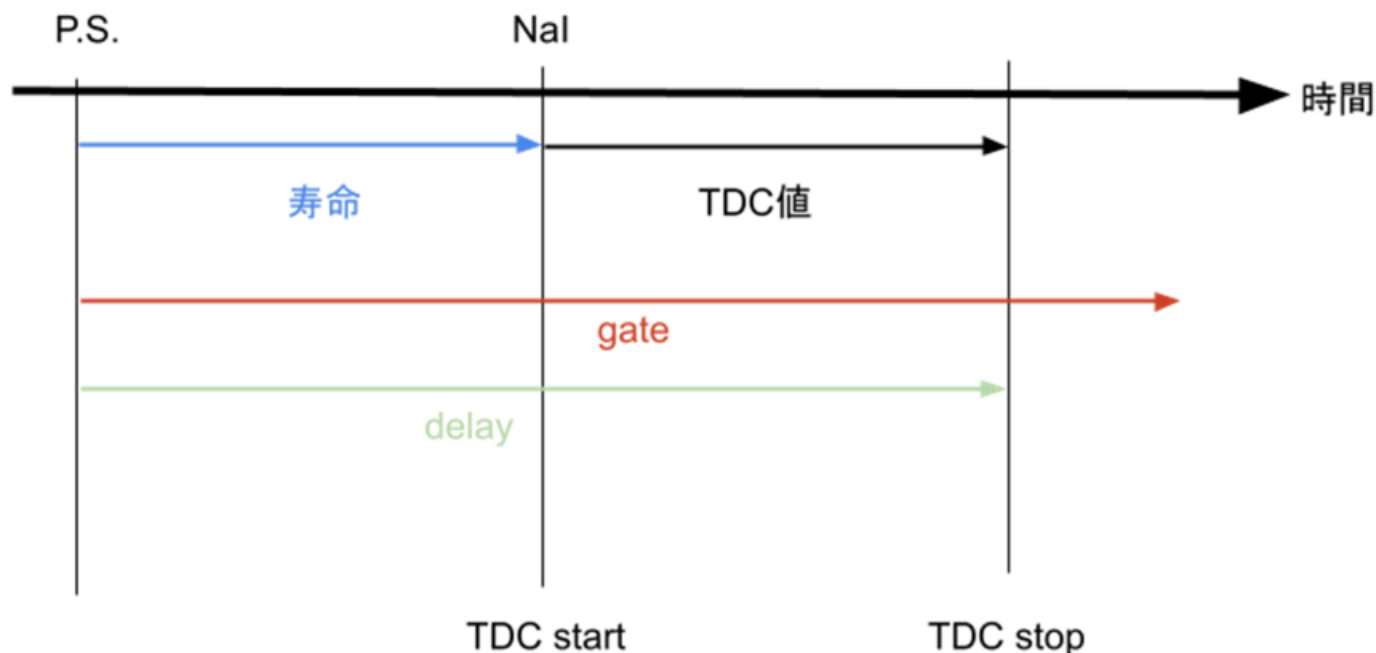 P.S.
NaI
時間
寿命
TDC値
gate
delay
TDC start
TDC stop